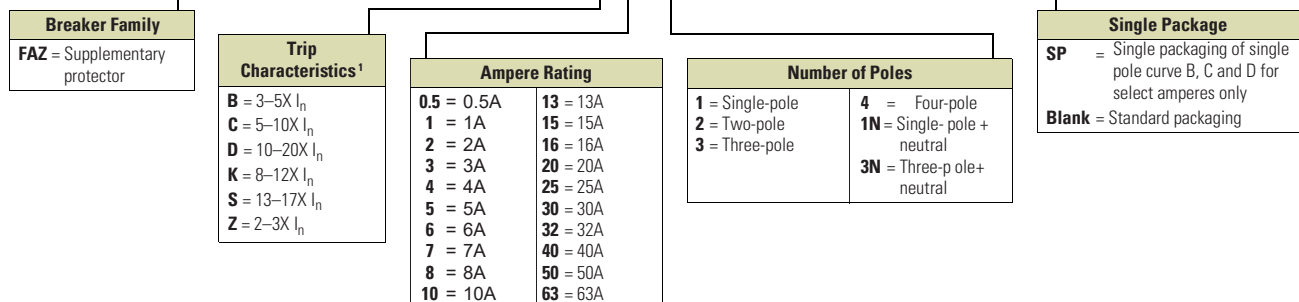 Breaker Family
FAZ = Supplementary
protector
Trip
Characteristics 1
B = 3–5X In
C = 5–10X In
D = 10–20X In
K = 8–12X In
S = 13–17X In
Z = 2–3X In
Ampere Rating
0.5 = 0.5A
1 = 1A
2 = 2A
3 = 3A
4 = 4A
5 = 5A
6 = 6A
7 = 7A
8 = 8A
10 = 10A
13 = 13A
15 = 15A
16 = 16A
20 = 20A
25 = 25A
30 = 30A
32 = 32A
40 = 40A
50 = 50A
63 = 63A
Number of Poles
1 = Single-pole
2 = Two-pole
3 = Three-pole
4 = Four-pole
1N = Single- pole +
neutral
3N = Three-p ole+
neutral
Single Package
SP = Single packaging of single
pole curve B, C and D for
select amperes only
Blank = Standard packaging